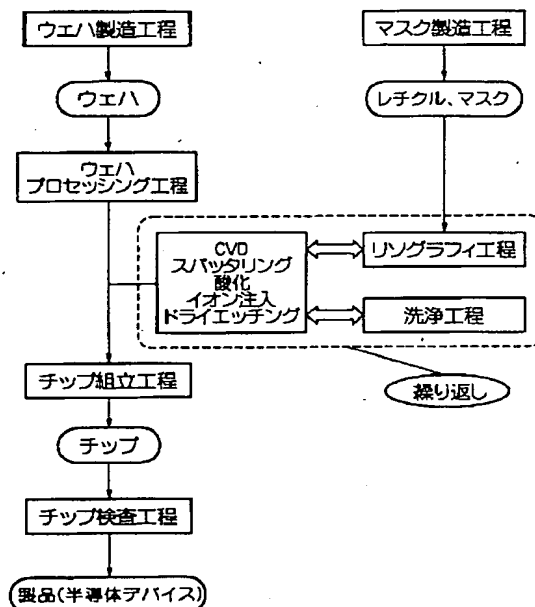 ウェハ製造工程
マスク製造工程
ウェハ
レチクル、マスク
ウェハ
プロセッシング工程
CVD
スパッタリング
酸化
イオン注入
ドライエッチング
リソグラフィ工程
洗浄工程
チップ組立工程
繰り返し
チップ
チップ検査工程
製品(半導体デバイス)